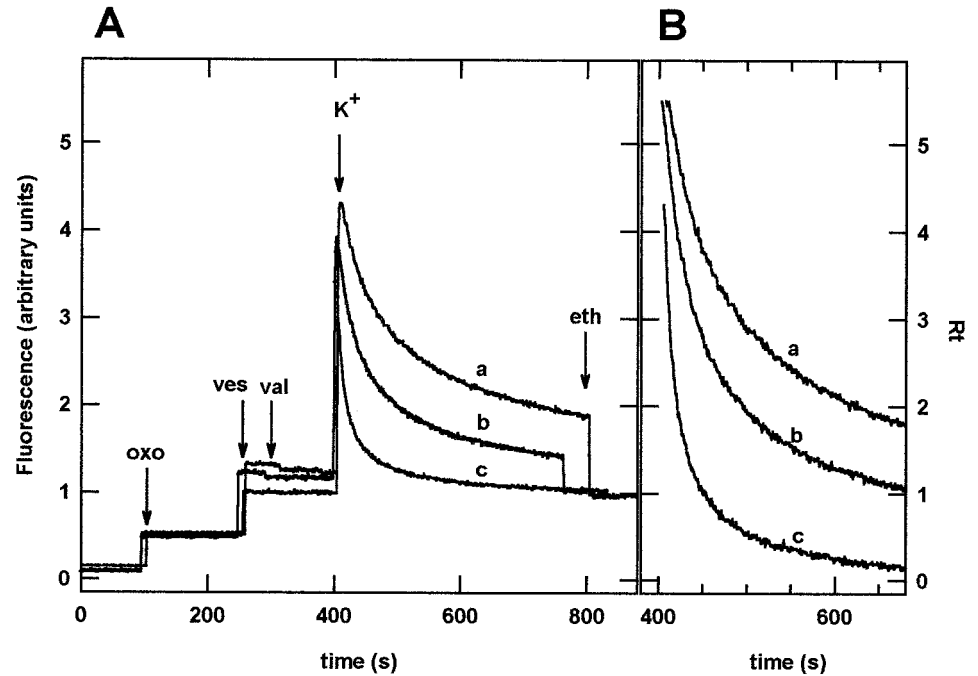 A
B
K+
5
4
3
2
1
0
Fluorescence (arbitrary units)
oxo
ves
val
eth
a
b
c
0
200
400
600
800
time (s)
a
b
c
5
4
3
2
1
0
Rt
400
600
time (s)